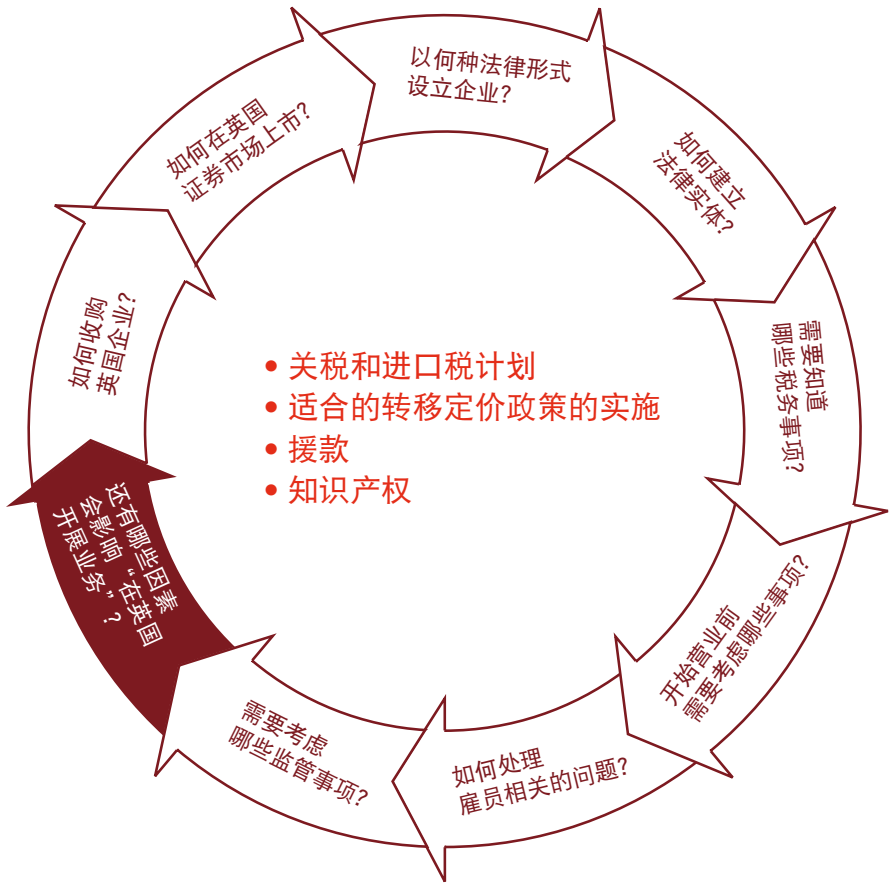 以何种法律形式
设立企业?
如何建立
法律实体?
需要知道
哪些税务事项?
开始营业前
需要考虑哪些事项?
如何处理
雇员相关的问题?
需要考虑
哪些监管事项?
还有哪些因素
会影响“在英国
开展业务”?
如何收购
英国企业?
如何在英国
证券市场上市?
• 关税和进口税计划
• 适合的转移定价政策的实施
• 援款
• 知识产权